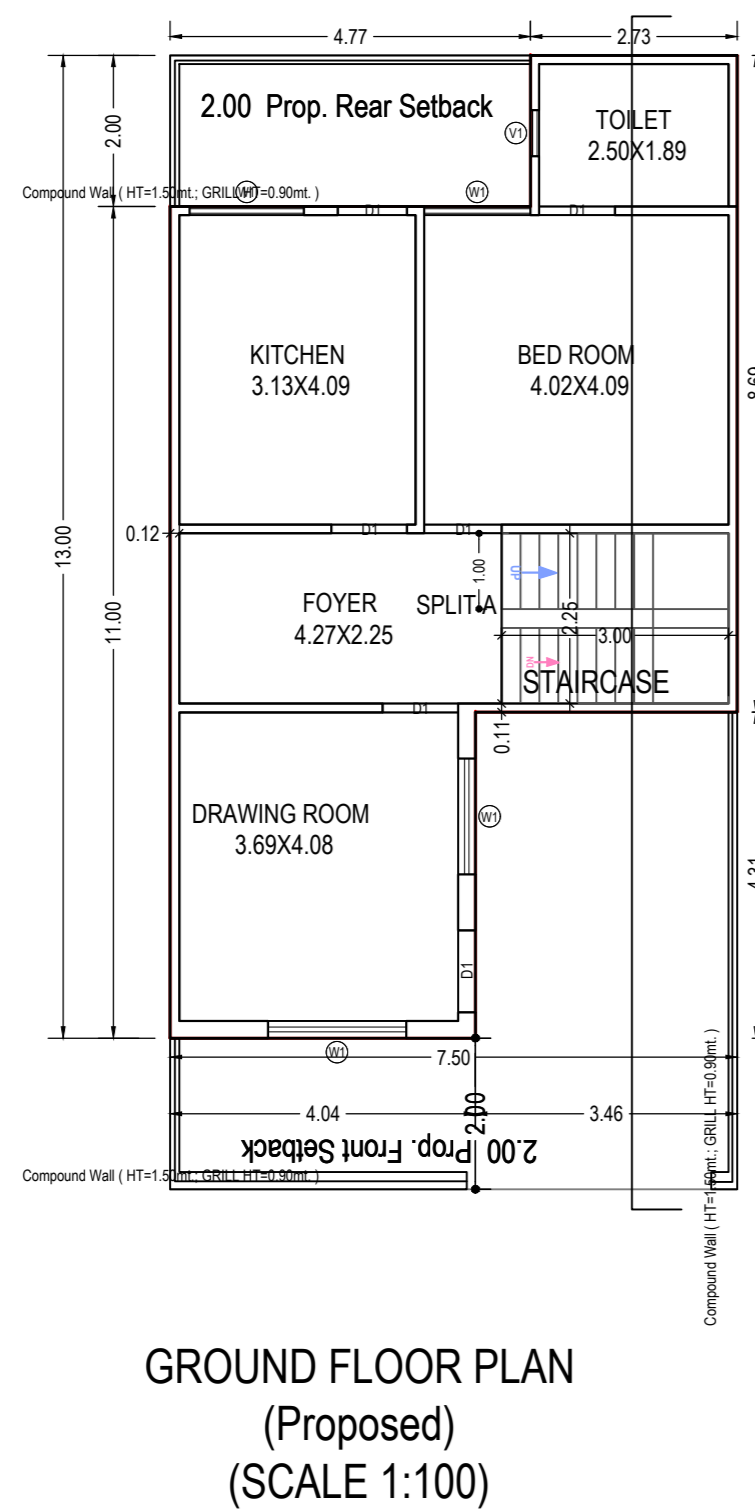 4.77
2.73
2.00 Prop. Rear Setback
TOILET
2.50X1.89
V1
2.00
Compound Wall ( HT=1.50mt.; GRILL HT=0.90mt. )
W1
W1
D1
D1
KITCHEN
3.13X4.09
BED ROOM
4.02X4.09
8.69
13.00
11.00
0.12
D1
D1
FOYER
4.27X2.25
SPLIT A
1.00
UP
2.25
3.00
DN
STAIRCASE
D1
0.11
DRAWING ROOM
3.69X4.08
W1
4.31
D1
W1
7.50
4.04
2.00
3.46
2.00 Prop. Front Setback
Compound Wall ( HT=1.50mt.; GRILL HT=0.90mt. )
Compound Wall ( HT=1.50mt.; GRILL HT=0.90mt. )
GROUND FLOOR PLAN
(Proposed)
(SCALE 1:100)